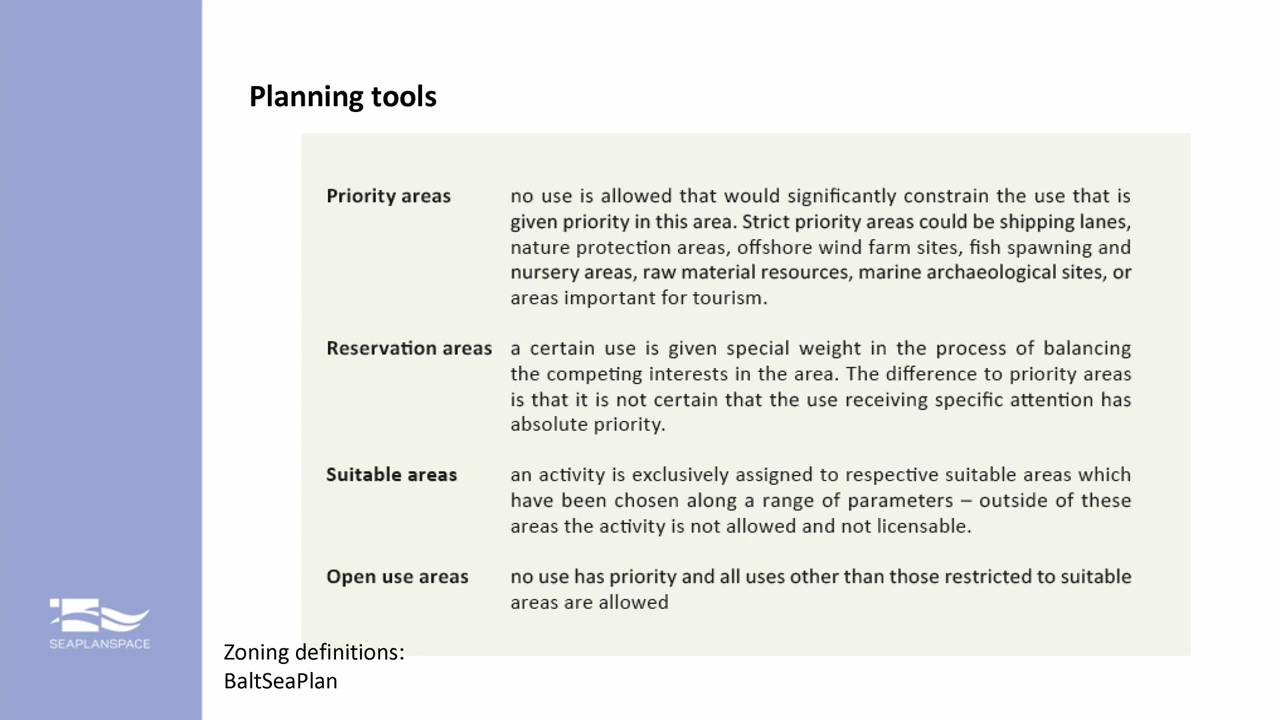 Planning tools
Priority areas no use is allowed that would significantly constrain the use that is
given priority in this area. Strict priority areas could be shipping lanes,
nature protection areas, offshore wind farm sites, fish spawning and
nursery areas, raw material resources, marine archaeological sites, or
areas important for tourism.
Reservation areas a certain use is given special weight in the process of balancing
the competing interests in the area. The difference to priority areas
is that it is not certain that the use receiving specific attention has
absolute priority.
Suitable areas an activity is exclusively assigned to respective suitable areas which
have been chosen along a range of parameters – outside of these
areas the activity is not allowed and not licensable.
Open use areas no use has priority and all uses other than those restricted to suitable
areas are allowed
SEAPLANSPACE
Zoning definitions:
BaltSeaPlan